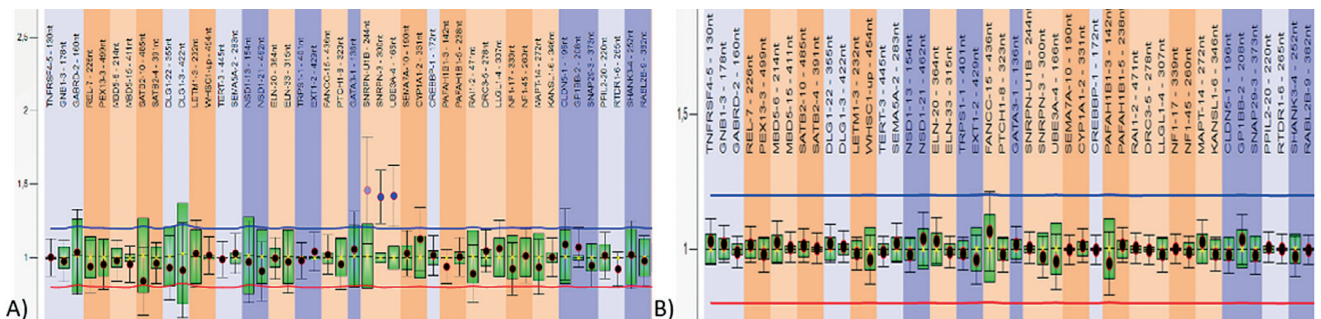 A)
2,5
2
1,5
1
TNFRSF4-5 - 130nt
GNB1-3 - 178nt
GABRD-2 - 160nt
REL-7 - 226nt
PEX13-3 - 499nt
MBD5-6 - 214nt
MBD5-15 - 411nt
SATB2-10 - 485nt
SATB2-4 - 391nt
DLG1-22 - 355nt
DLG1-3 - 422nt
LETM1-3 - 232nt
WHSC1-up - 454nt
TERT-3 - 445nt
SEMA5A-2 - 283nt
NSD1-13 - 154nt
NSD1-21 - 462nt
ELN-20 - 364nt
ELN-33 - 315nt
TRPS1-1 - 401nt
EXT1-2 - 429nt
FANCC-15 - 436nt
PTCH1-8 - 323nt
GATA3-1 - 136nt
SNRPN-U1B - 244nt
SNRPN-3 - 300nt
UBE3A-4 - 166nt
SEMA7A-10 - 190nt
CYP1A1-2 - 331nt
CREBBP-1 - 172nt
PAFAH1B1-3 - 142nt
PAFAH1B1-5 - 238nt
RAI1-2 - 471nt
DRC3-5 - 278nt
LLGL1-4 - 307nt
NF1-17 - 339nt
NF1-45 - 260nt
MAPT-14 - 272nt
KANSL1-6 - 346nt
CLDN5-1 - 196nt
GP1BB-2 - 208nt
SNAP29-3 - 373nt
PPIL2-20 - 220nt
RTDR1-6 - 265nt
SHANK3-4 - 252nt
RABL2B-9 - 382nt
B)
1,5
1
TNFRSF4-5 - 130nt
GNB1-3 - 178nt
GABRD-2 - 160nt
REL-7 - 226nt
PEX13-3 - 499nt
MBD5-6 - 214nt
MBD5-15 - 411nt
SATB2-10 - 485nt
SATB2-4 - 391nt
DLG1-22 - 355nt
DLG1-3 - 422nt
LETM1-3 - 232nt
WHSC1-up - 454nt
TERT-3 - 445nt
SEMA5A-2 - 283nt
NSD1-13 - 154nt
NSD1-21 - 462nt
ELN-20 - 364nt
ELN-33 - 315nt
TRPS1-1 - 401nt
EXT1-2 - 429nt
FANCC-15 - 436nt
PTCH1-8 - 323nt
GATA3-1 - 136nt
SNRPN-U1B - 244nt
SNRPN-3 - 300nt
UBE3A-4 - 166nt
SEMA7A-10 - 190nt
CYP1A1-2 - 331nt
CREBBP-1 - 172nt
PAFAH1B1-3 - 142nt
PAFAH1B1-5 - 238nt
RAI1-2 - 471nt
DRC3-5 - 278nt
LLGL1-4 - 307nt
NF1-17 - 339nt
NF1-45 - 260nt
MAPT-14 - 272nt
KANSL1-6 - 346nt
CLDN5-1 - 196nt
GP1BB-2 - 208nt
SNAP29-3 - 373nt
PPIL2-20 - 220nt
RTDR1-6 - 265nt
SHANK3-4 - 252nt
RABL2B-9 - 382nt